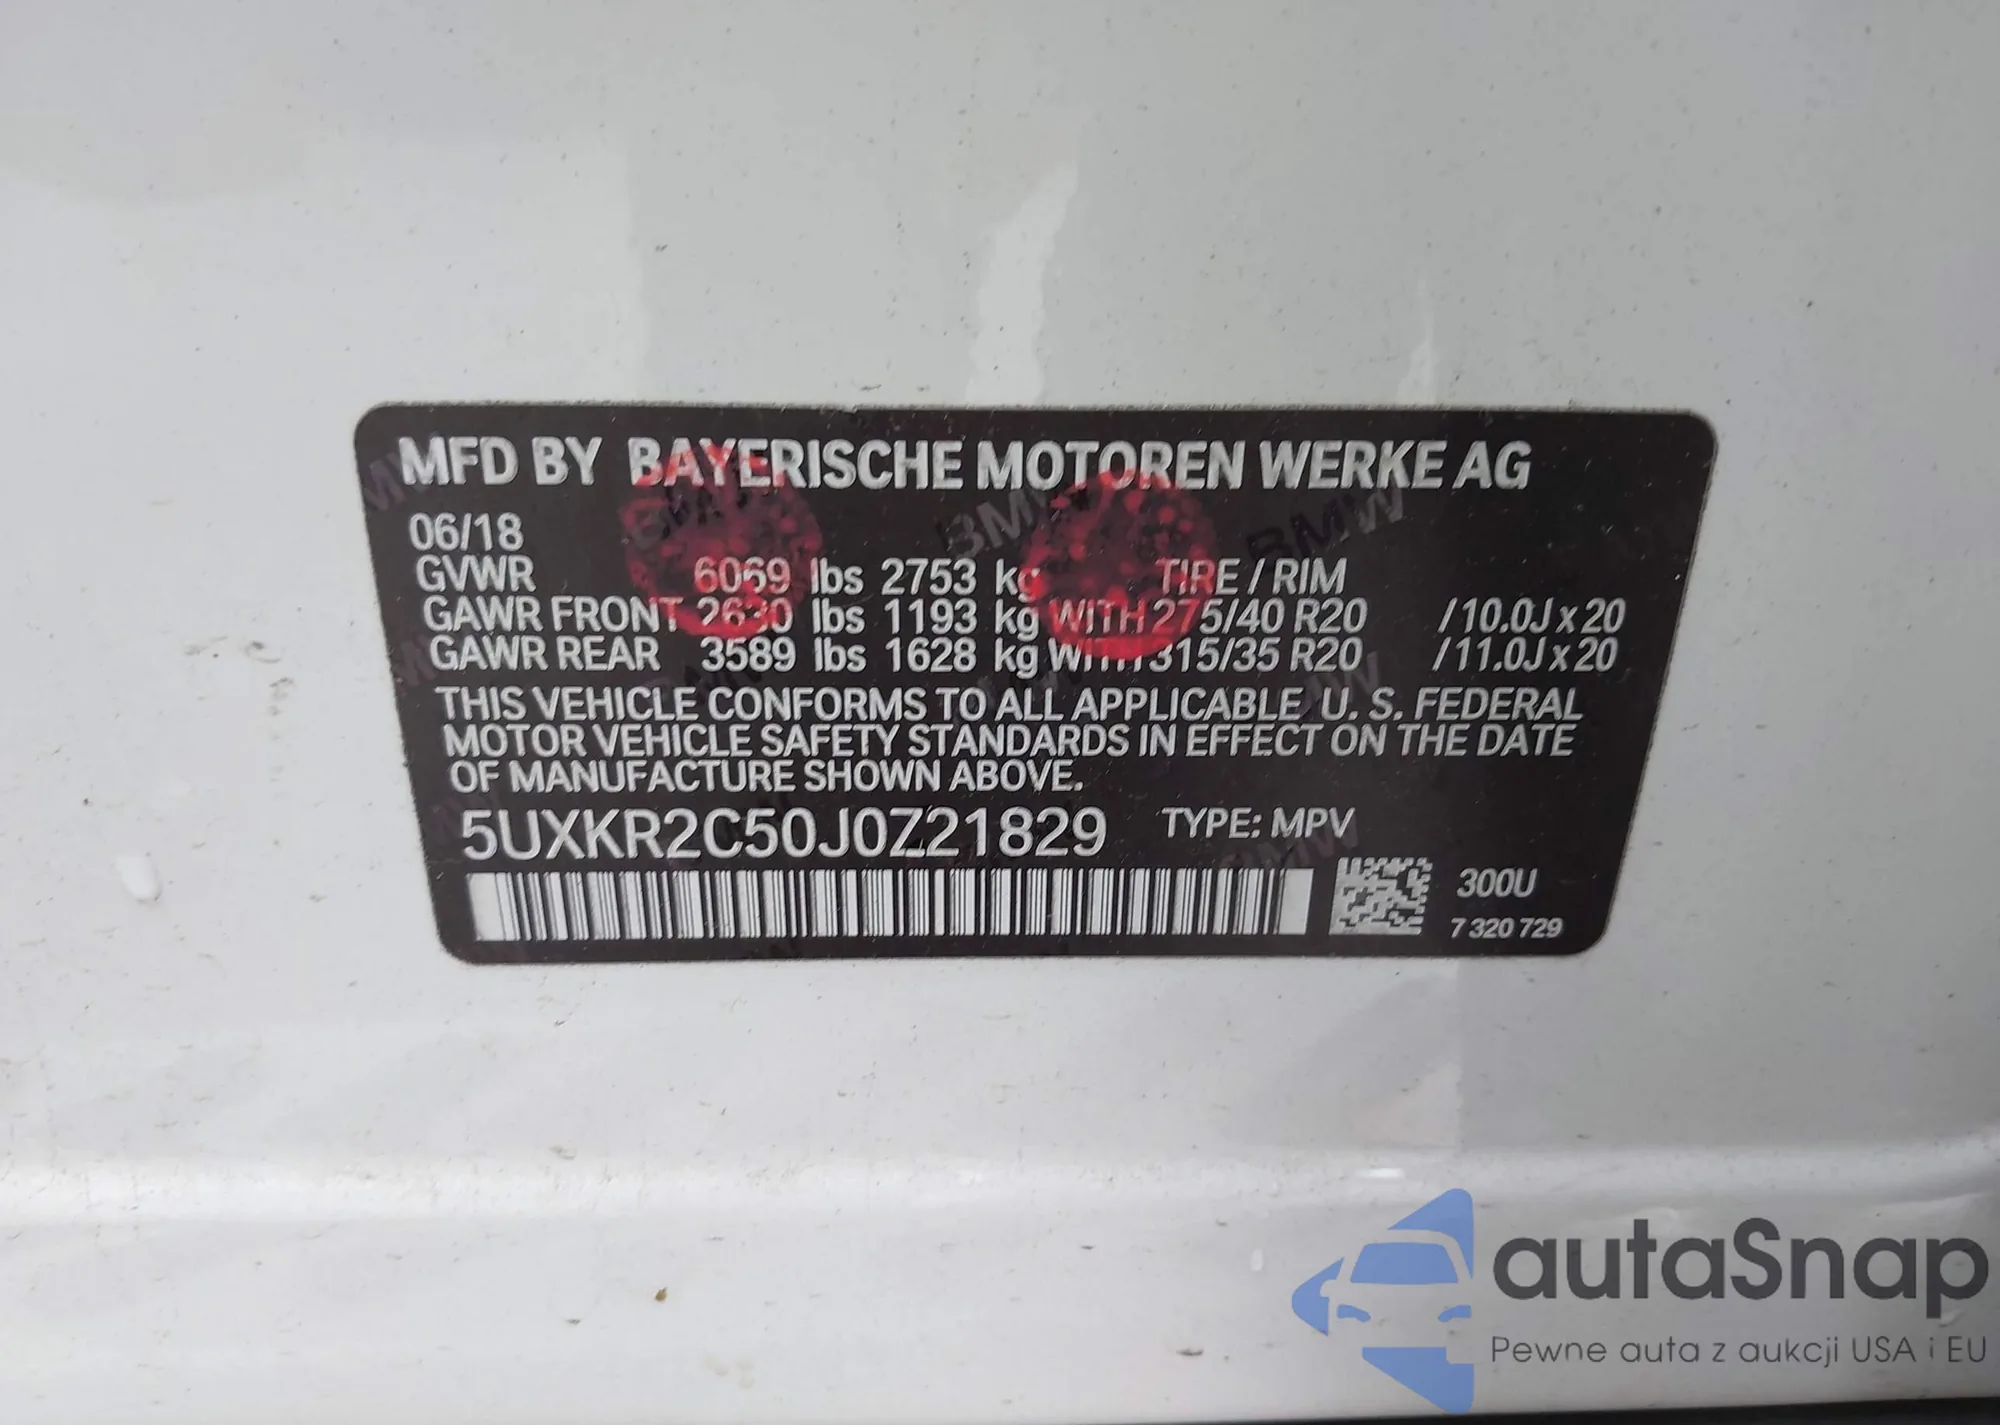 MFD BY BAYERISCHE MOTOREN WERKE AG
06/18
GVWR 6069 lbs 2753 kg TIRE / RIM
GAWR FRONT 2630 lbs 1193 kg WITH 275/40 R20 / 10.0J x 20
GAWR REAR 3589 lbs 1628 kg WITH 315/35 R20 / 11.0J x 20
THIS VEHICLE CONFORMS TO ALL APPLICABLE U. S. FEDERAL
MOTOR VEHICLE SAFETY STANDARDS IN EFFECT ON THE DATE
OF MANUFACTURE SHOWN ABOVE.
5UXKR2C50J0Z21829 TYPE: MPV
300U
7 320 729
autaSnap
Pewne auta z aukcji USA i EU